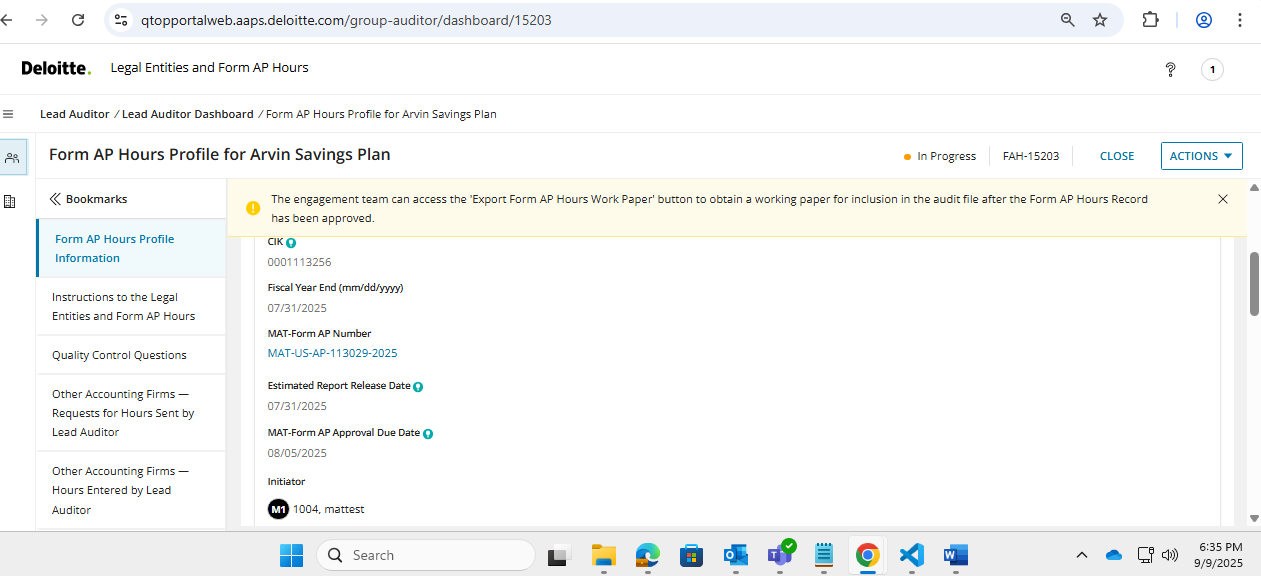 qtopportalweb.aaps.deloitte.com/group-auditor/dashboard/15203
Deloitte.
Legal Entities and Form AP Hours
?
1
Lead Auditor / Lead Auditor Dashboard / Form AP Hours Profile for Arvin Savings Plan
Form AP Hours Profile for Arvin Savings Plan
In Progress
FAH-15203
CLOSE
ACTIONS
Bookmarks
Form AP Hours Profile
Information
Instructions to the Legal
Entities and Form AP Hours
Quality Control Questions
Other Accounting Firms —
Requests for Hours Sent by
Lead Auditor
Other Accounting Firms —
Hours Entered by Lead
Auditor
The engagement team can access the 'Export Form AP Hours Work Paper' button to obtain a working paper for inclusion in the audit file after the Form AP Hours Record
has been approved.
CIK
0001113256
Fiscal Year End (mm/dd/yyyy)
07/31/2025
MAT-Form AP Number
MAT-US-AP-113029-2025
Estimated Report Release Date
07/31/2025
MAT-Form AP Approval Due Date
08/05/2025
Initiator
M1 1004, mattest
Search
6:35 PM
9/9/2025